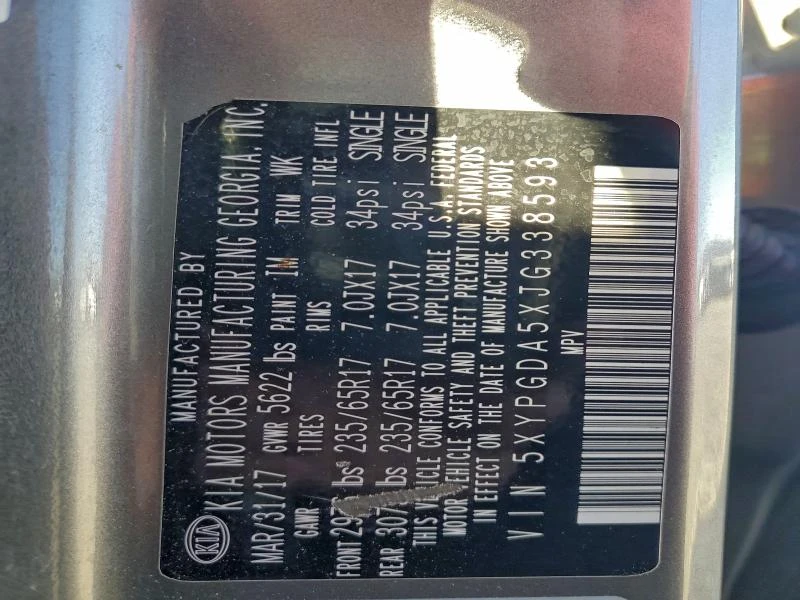 MANUFACTURED BY
KIA KIA MOTORS MANUFACTURING GEORGIA, INC.
MAR/31/17 GVWR 5622 lbs PAINT IM TRIM WK
GAWR TIRES RIMS COLD TIRE INFL
FRONT lbs 235/65R17 7.0JX17 34psi SINGLE
REAR lbs 235/65R17 7.0JX17 34psi SINGLE
THIS VEHICLE CONFORMS TO ALL APPLICABLE U.S.A. FEDERAL
MOTOR VEHICLE SAFETY AND THEFT PREVENTION STANDARDS
IN EFFECT ON THE DATE OF MANUFACTURE SHOWN ABOVE
VIN 5XYPGDA5XJG338593
MPV